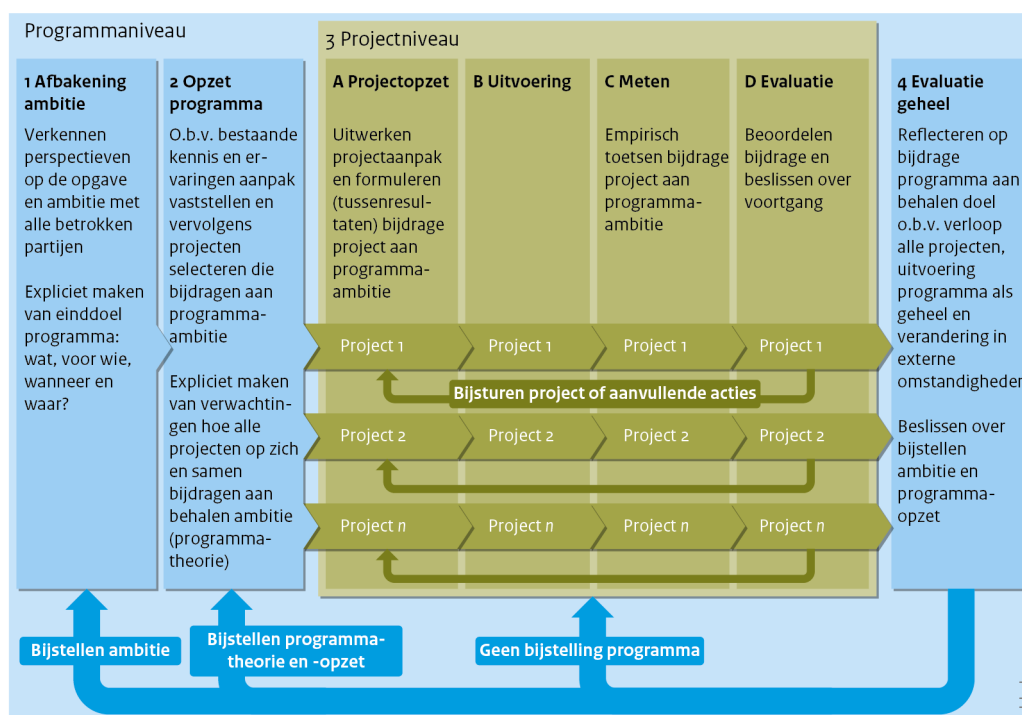 Programmaniveau
3 Projectniveau
1 Afbakening
ambitie
Verkennen
perspectieven
op de opgave
en ambitie met
alle betrokken
partijen
Expliciet maken
van einddoel
programma:
wat, voor wie,
wanneer en
waar?
2 Opzet
programma
O.b.v. bestaande
kennis en er-
varingen aanpak
vaststellen en
vervolgens
projecten
selecteren die
bijdragen aan
programma-
ambitie
Expliciet maken
van verwachtin-
gen hoe alle
projecten op zich
en samen
bijdragen aan
behalen ambitie
(programma-
theorie)
A Projectopzet
Uitwerken
projectaanpak
en formuleren
(tussenresul-
taten) bijdrage
project aan
programma-
ambitie
B Uitvoering
C Meten
Empirisch
toetsen bijdrage
project aan
programma-
ambitie
D Evaluatie
Beoordelen
bijdrage en
beslissen over
voortgang
Project 1
Project 1
Project 1
Project 1
Bijsturen project of aanvullende acties
Project 2
Project 2
Project 2
Project 2
Project n
Project n
Project n
Project n
4 Evaluatie
geheel
Reflecteren op
bijdrage
programma aan
behalen doel
o.b.v. verloop
alle projecten,
uitvoering
programma als
geheel en
verandering in
externe
omstandigheden
Beslissen over
bijstellen
ambitie en
programma-
opzet
Bijstellen ambitie
Bijstellen programma-
theorie en -opzet
Geen bijstelling programma